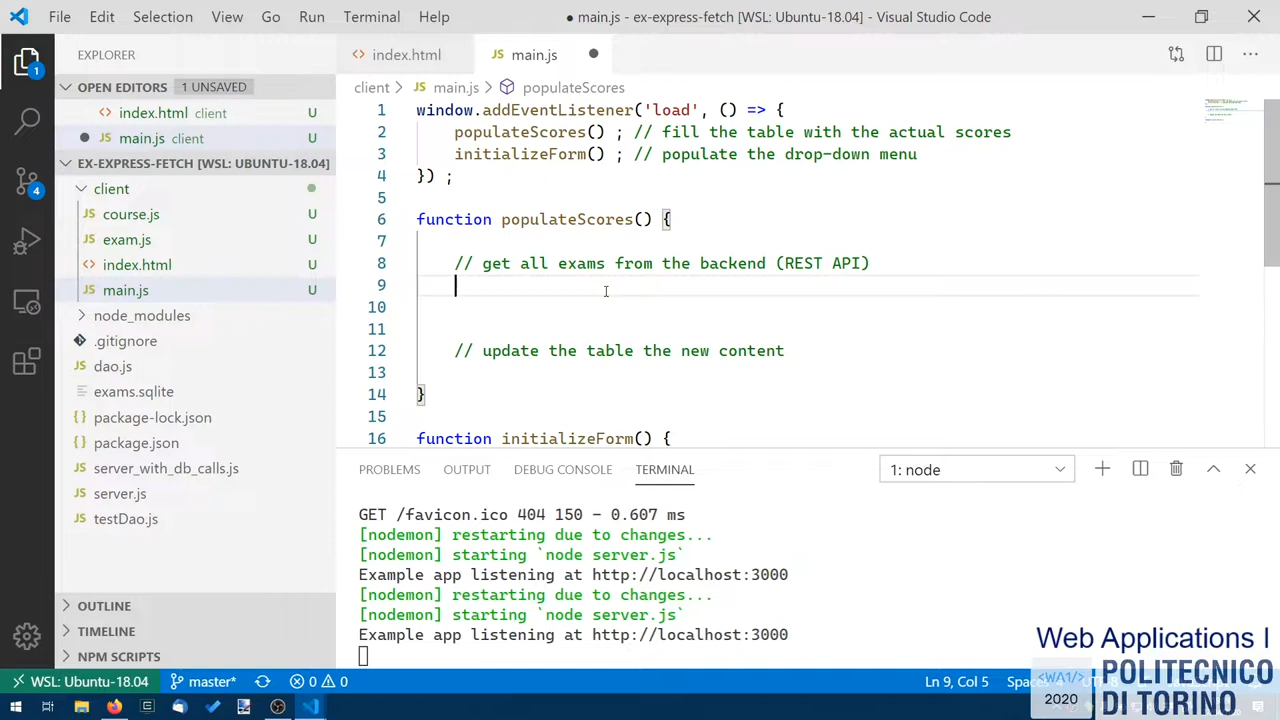 File Edit Selection View Go Run Terminal Help
● main.js - ex-express-fetch [WSL: Ubuntu-18.04] - Visual Studio Code
EXPLORER
OPEN EDITORS 1 UNSAVED
<> index.html client
● JS main.js client
EX-EXPRESS-FETCH [WSL: UBUNTU-18.04]
client
JS course.js U
JS exam.js U
<> index.html U
JS main.js U
node_modules
.gitignore
JS dao.js
exams.sqlite
{} package-lock.json
{} package.json
JS server_with_db_calls.js
JS server.js
JS testDao.js
OUTLINE
TIMELINE
NPM SCRIPTS
1
4
<> index.html JS main.js ●
client > JS main.js > populateScores
1 window.addEventListener('load', () => {
2 populateScores() ; // fill the table with the actual scores
3 initializeForm() ; // populate the drop-down menu
4 }) ;
5
6 function populateScores() {
7
8 // get all exams from the backend (REST API)
9
10
11
12 // update the table the new content
13
14 }
15
16 function initializeForm() {
PROBLEMS OUTPUT DEBUG CONSOLE TERMINAL 1: node
GET /favicon.ico 404 150 - 0.607 ms
[nodemon] restarting due to changes...
[nodemon] starting `node server.js`
Example app listening at http://localhost:3000
[nodemon] restarting due to changes...
[nodemon] starting `node server.js`
Example app listening at http://localhost:3000
WSL: Ubuntu-18.04 master* 0 0 Ln 9, Col 5
Web Applications I
<WA1/>
2020
POLITECNICO
DI TORINO